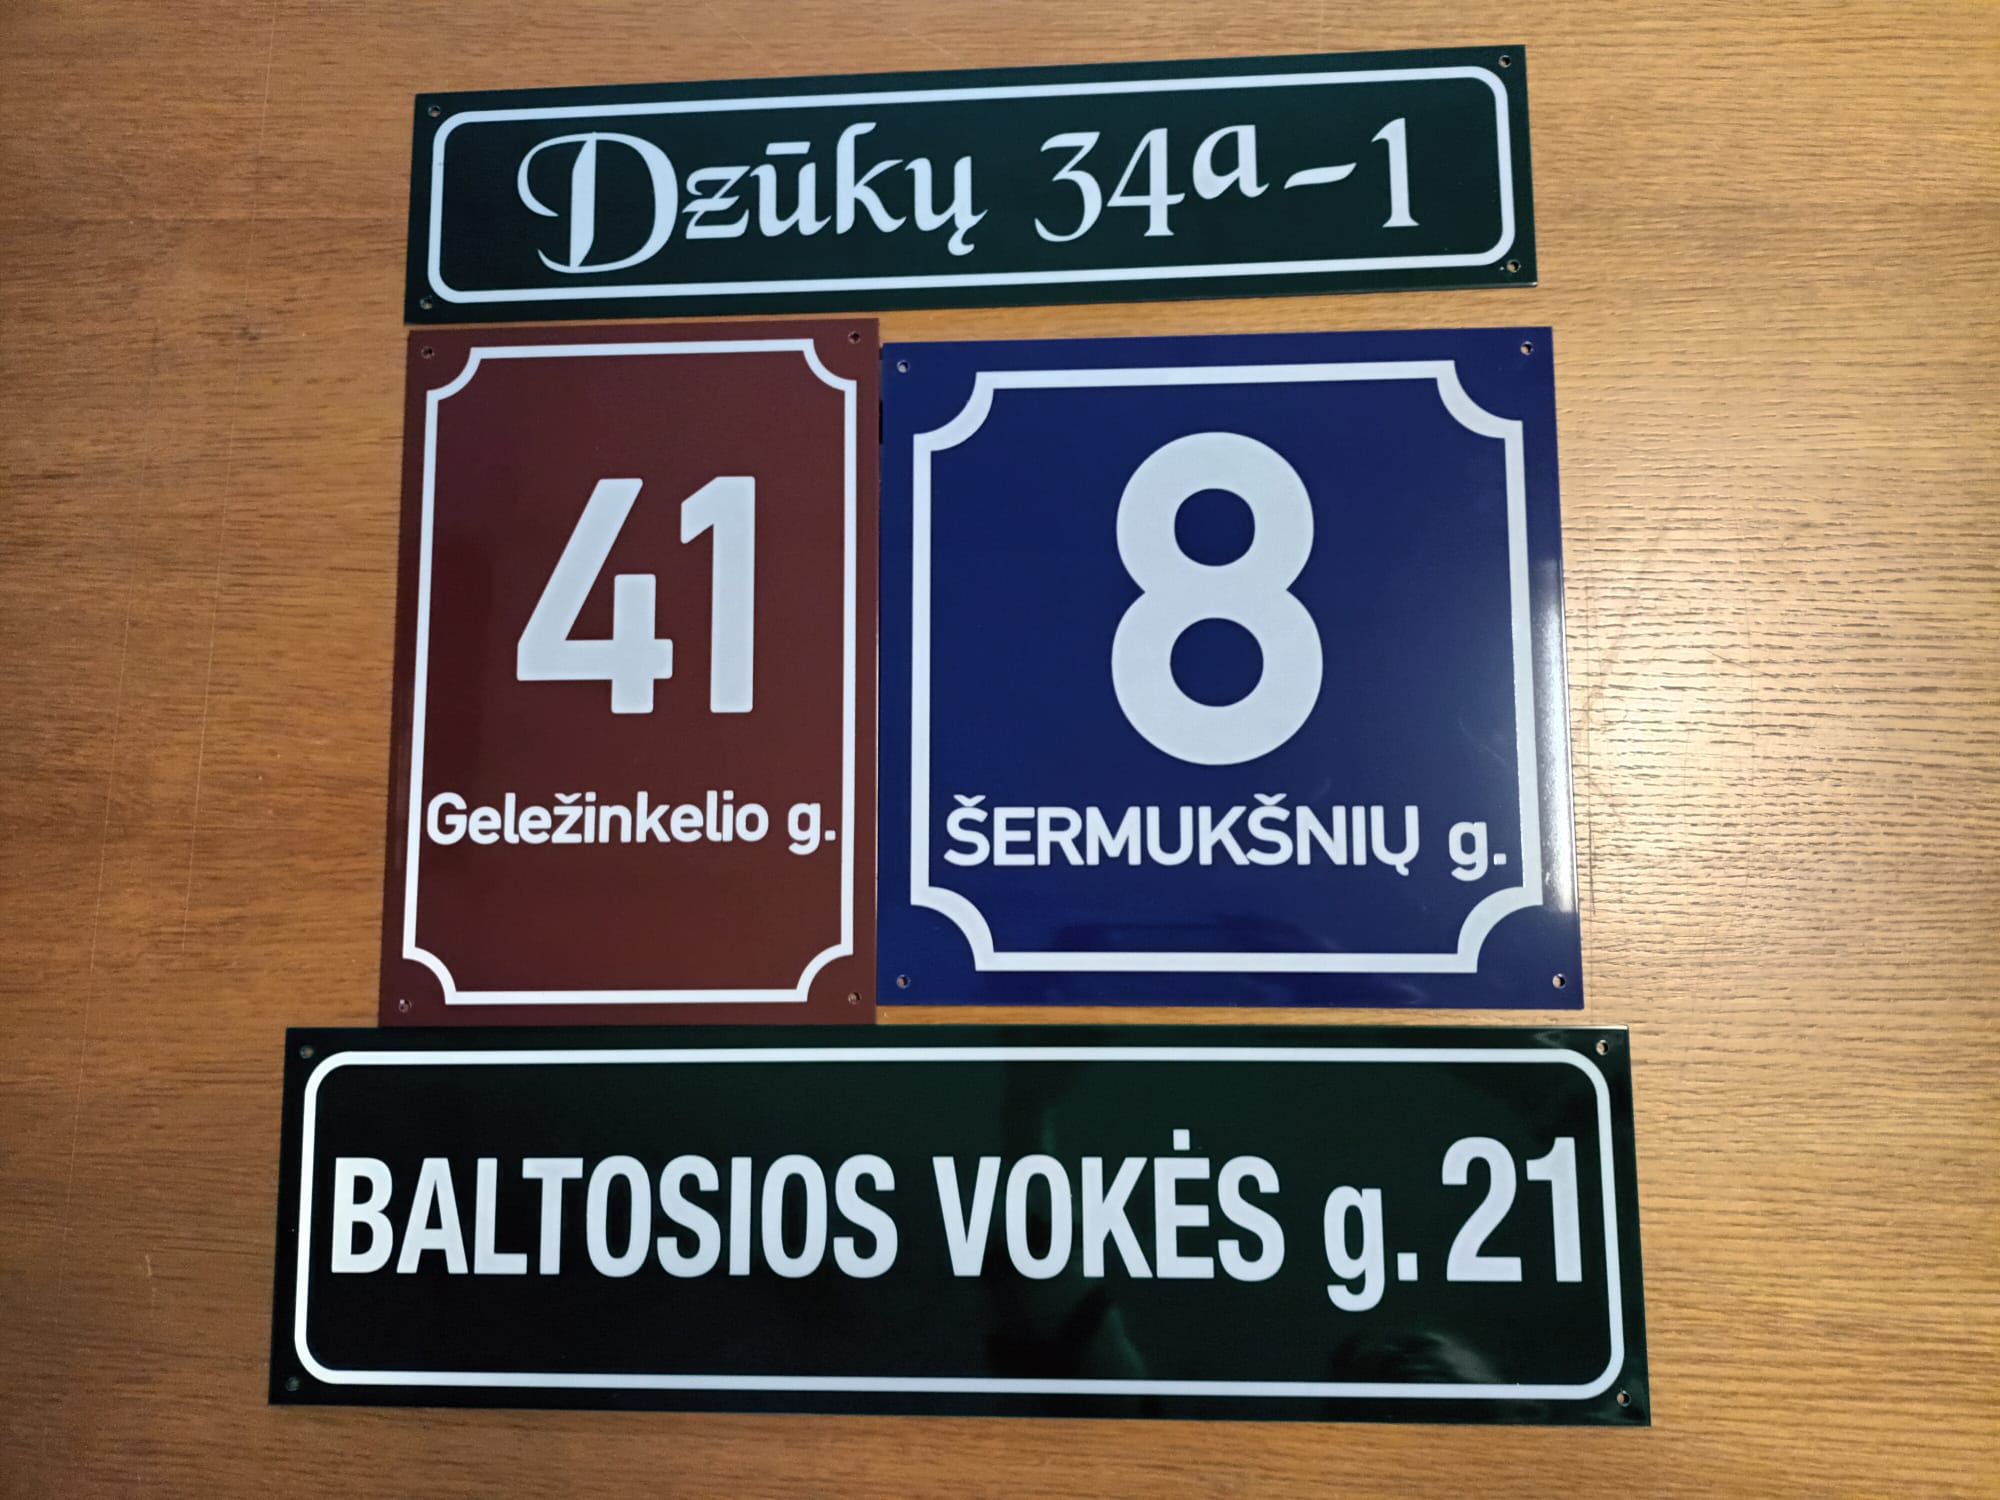 Dzūkų 34a-1
41
Geležinkelio g.
8
ŠERMUKŠNIŲ g.
BALTOSIOS VOKĖS g. 21